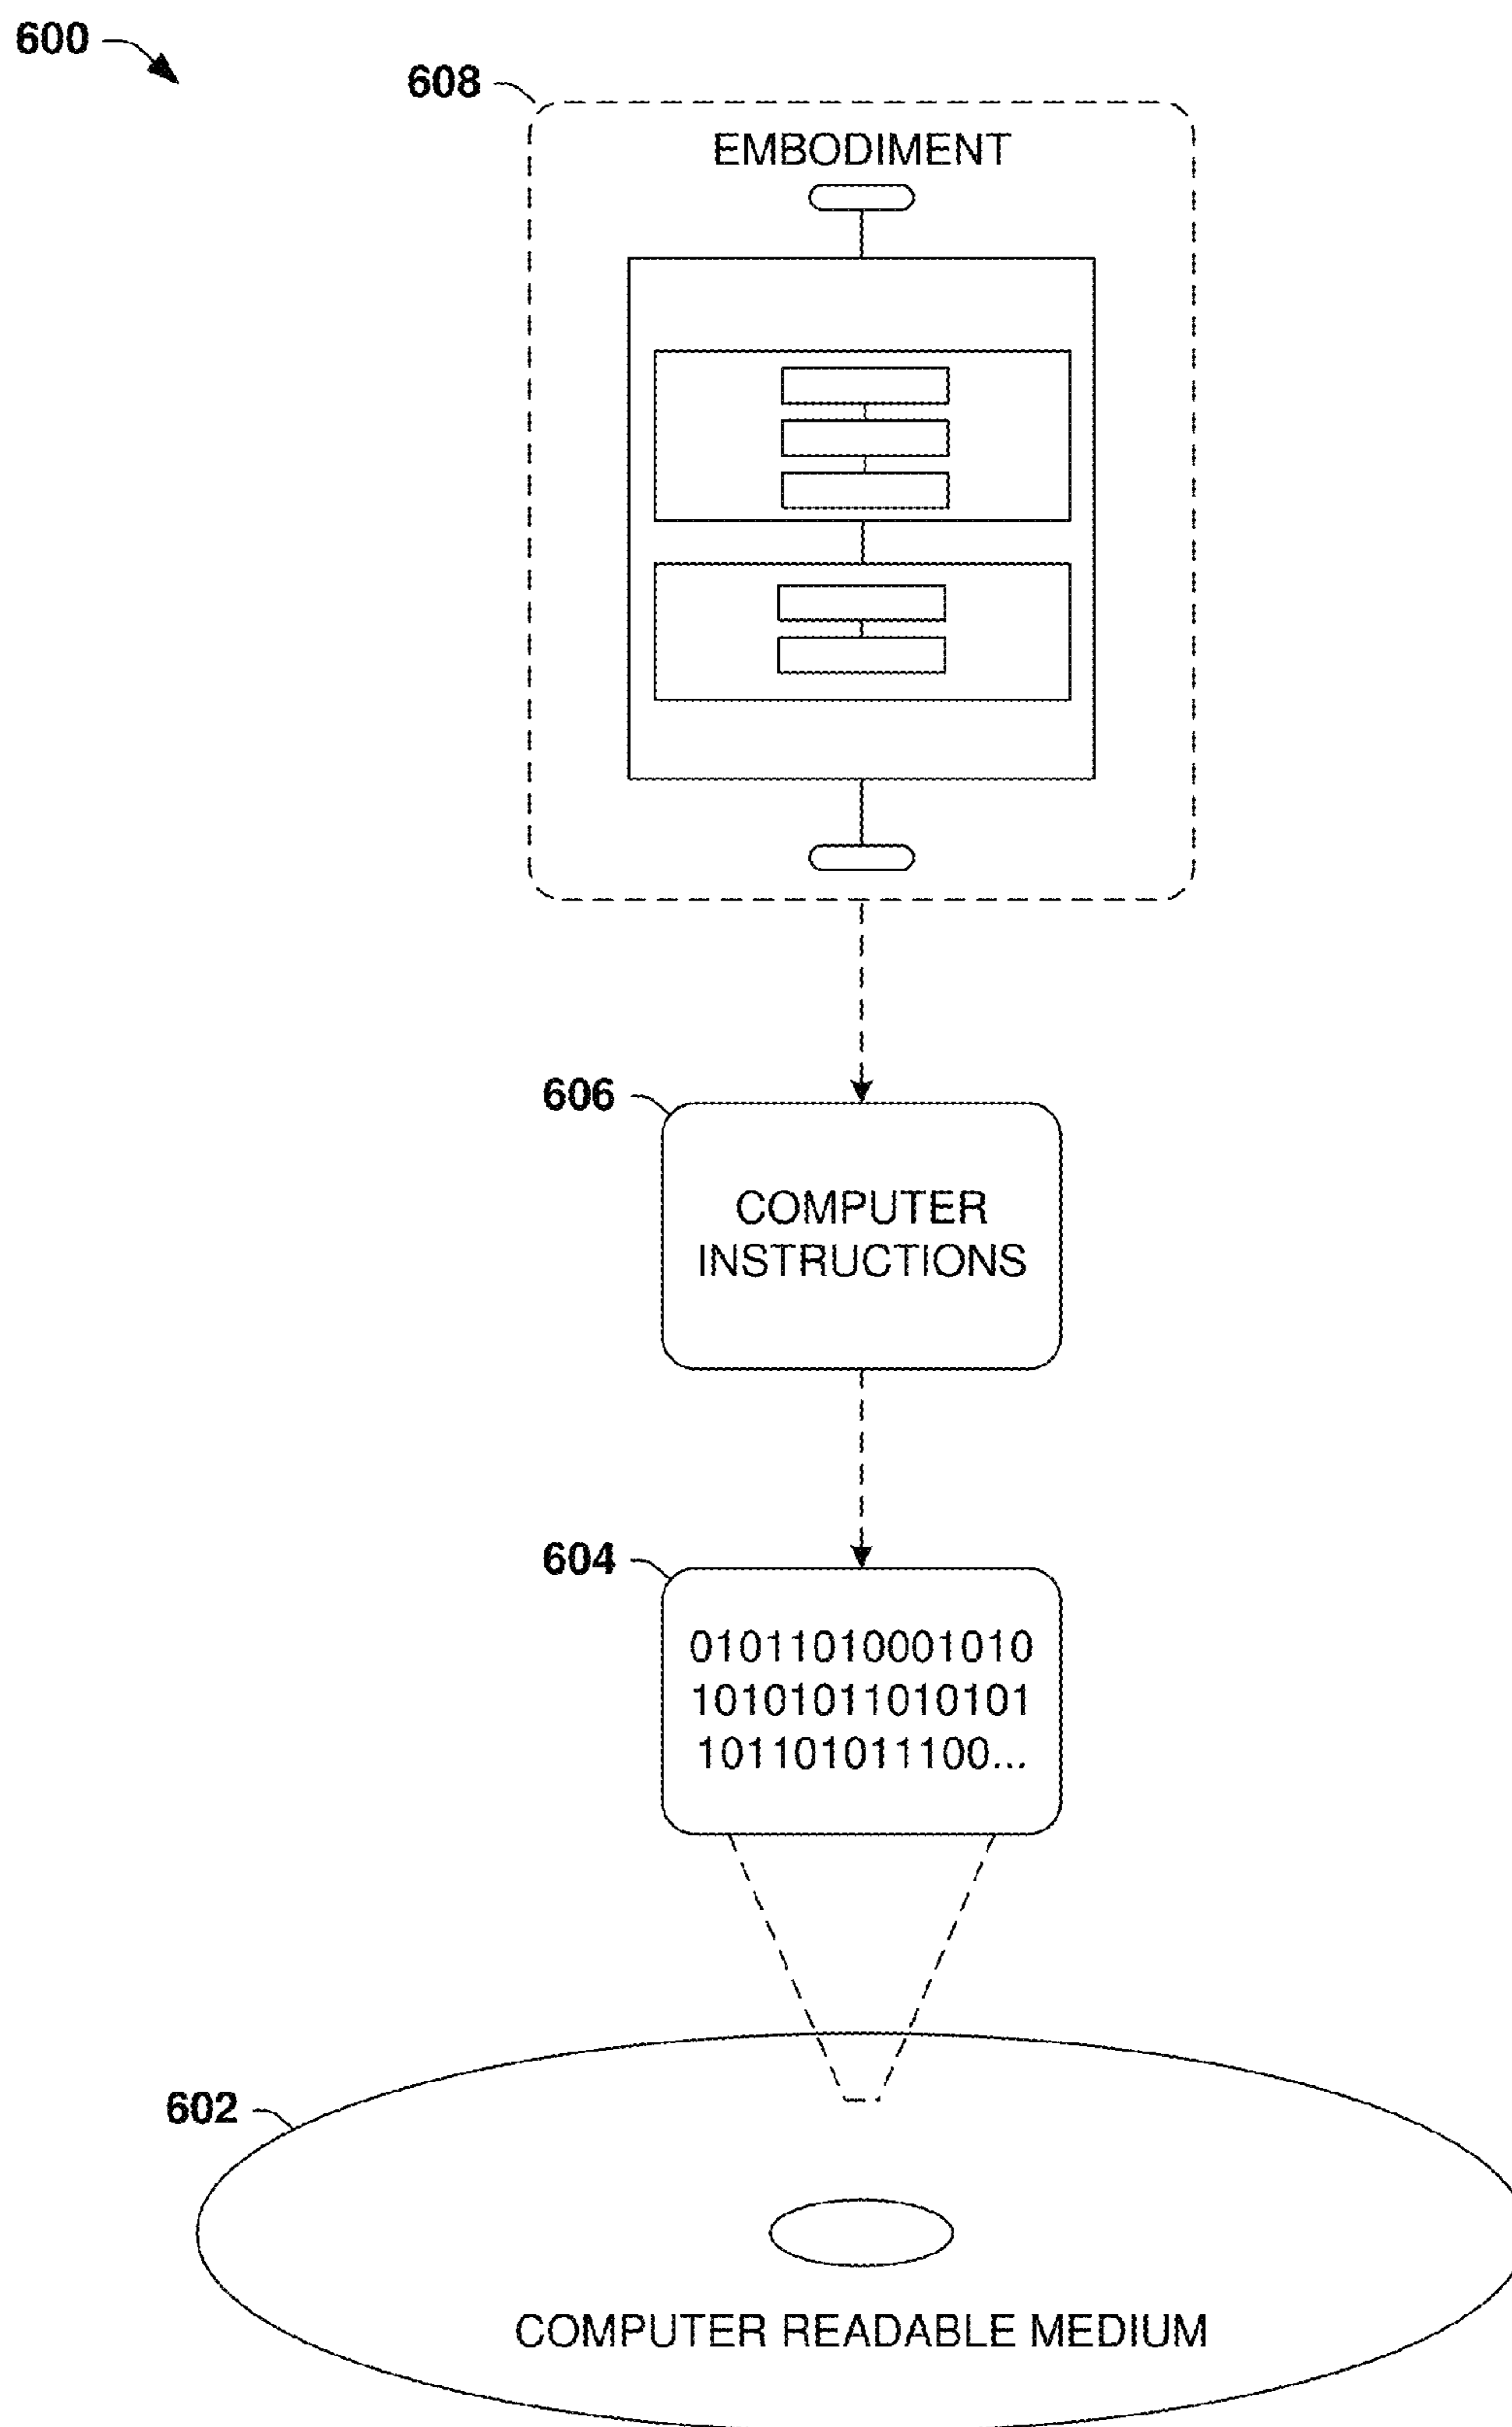 600
608
EMBODIMENT
606
COMPUTER
INSTRUCTIONS
604
01011010001010
10101011010101
101101011100...
602
COMPUTER READABLE MEDIUM